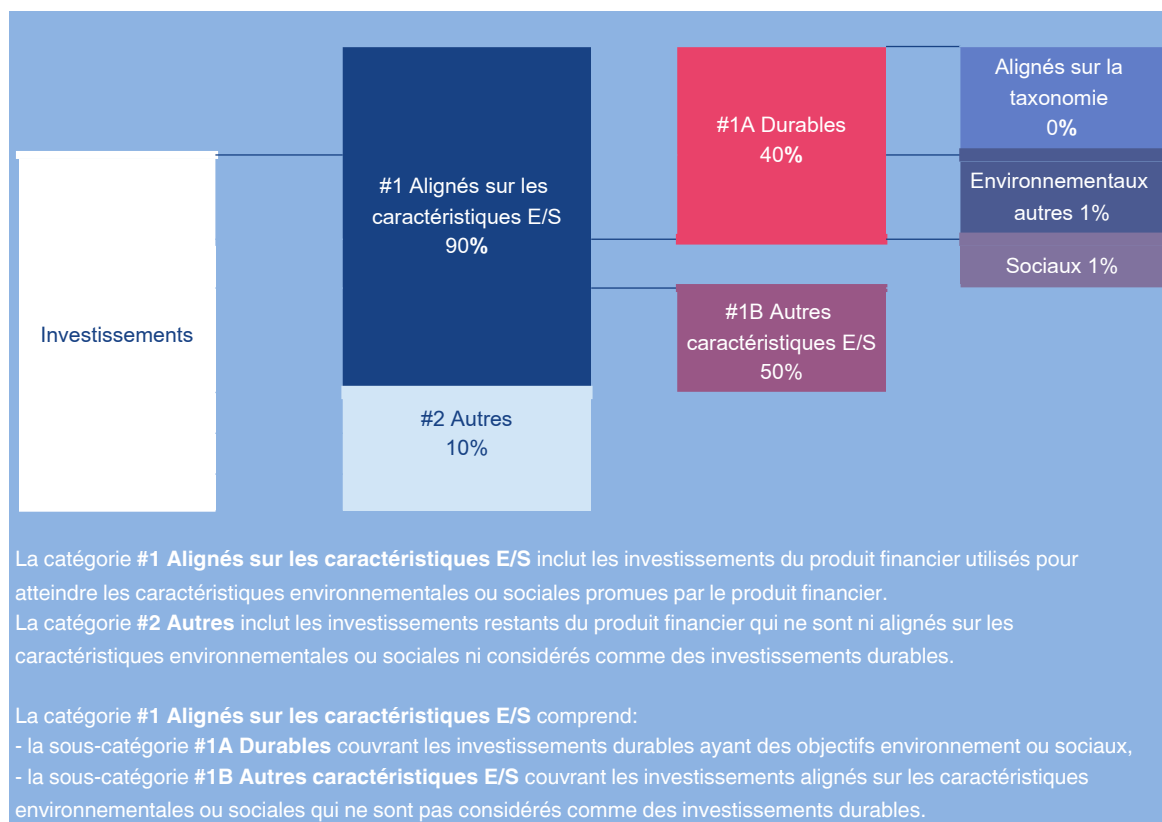 Investissements
#1 Alignés sur les
caractéristiques E/S
90%
#2 Autres
10%
#1A Durables
40%
#1B Autres
caractéristiques E/S
50%
Alignés sur la
taxonomie
0%
Environnementaux
autres 1%
Sociaux 1%
La catégorie #1 Alignés sur les caractéristiques E/S inclut les investissements du produit financier utilisés pour
atteindre les caractéristiques environnementales ou sociales promues par le produit financier.
La catégorie #2 Autres inclut les investissements restants du produit financier qui ne sont ni alignés sur les
caractéristiques environnementales ou sociales ni considérés comme des investissements durables.
La catégorie #1 Alignés sur les caractéristiques E/S comprend:
- la sous-catégorie #1A Durables couvrant les investissements durables ayant des objectifs environnement ou sociaux,
- la sous-catégorie #1B Autres caractéristiques E/S couvrant les investissements alignés sur les caractéristiques
environnementales ou sociales qui ne sont pas considérés comme des investissements durables.